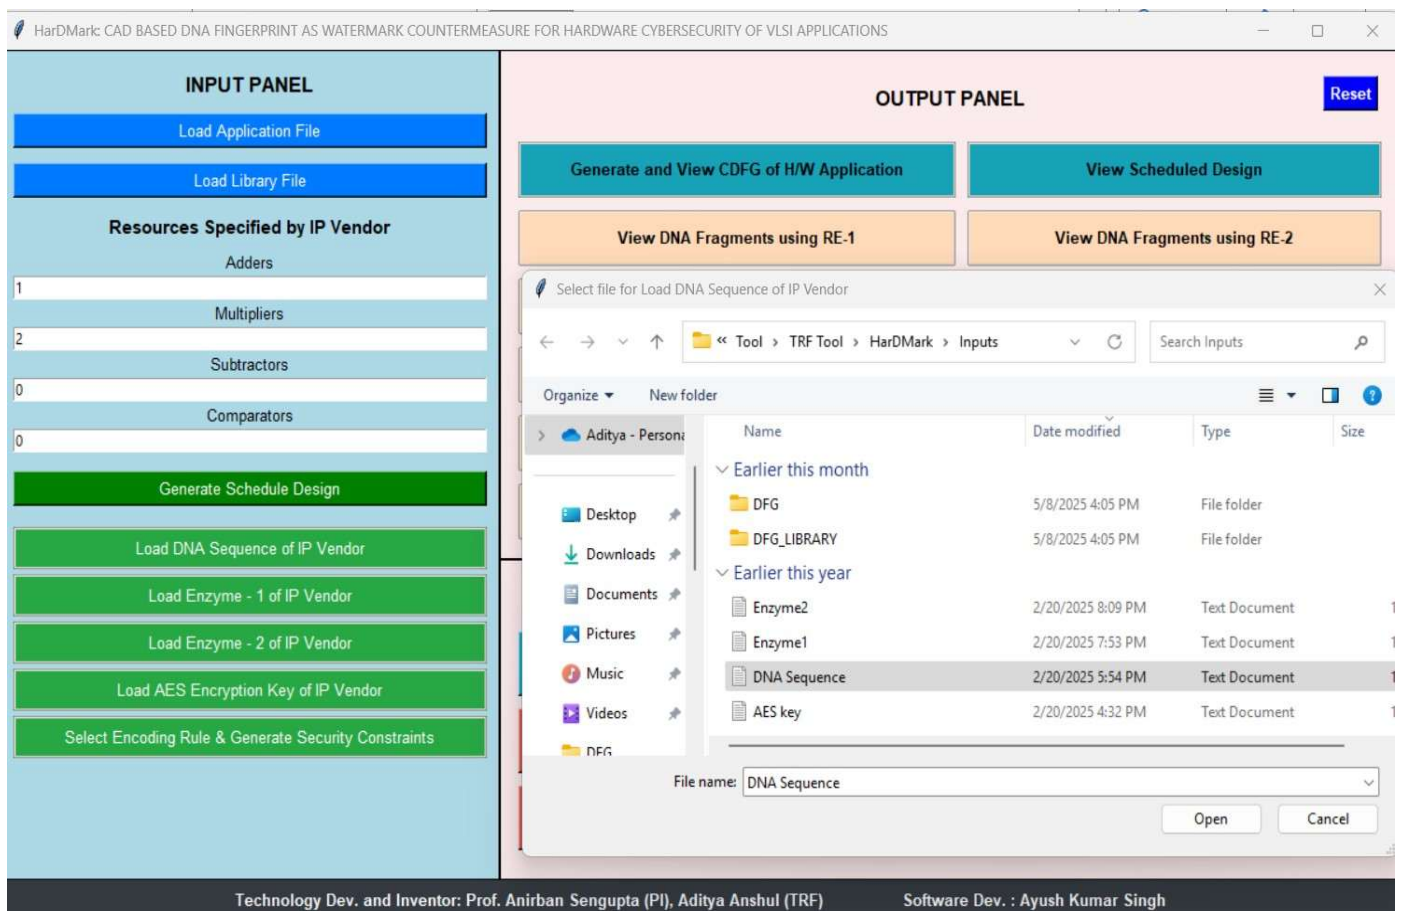 HarDMark: CAD BASED DNA FINGERPRINT AS WATERMARK COUNTERMEASURE FOR HARDWARE CYBERSECURITY OF VLSI APPLICATIONS
INPUT PANEL
Load Application File
Load Library File
Resources Specified by IP Vendor
Adders
1
Multipliers
2
Subtractors
0
Comparators
0
Generate Schedule Design
Load DNA Sequence of IP Vendor
Load Enzyme - 1 of IP Vendor
Load Enzyme - 2 of IP Vendor
Load AES Encryption Key of IP Vendor
Select Encoding Rule & Generate Security Constraints
OUTPUT PANEL
Reset
Generate and View CDFG of H/W Application
View Scheduled Design
View DNA Fragments using RE-1
View DNA Fragments using RE-2
Select file for Load DNA Sequence of IP Vendor
« Tool > TRF Tool > HarDMark > Inputs
Search Inputs
Organize
New folder
Aditya - Persona
Desktop
Downloads
Documents
Pictures
Music
Videos
DFG
Name Date modified Type Size
Earlier this month
DFG 5/8/2025 4:05 PM File folder
DFG_LIBRARY 5/8/2025 4:05 PM File folder
Earlier this year
Enzyme2 2/20/2025 8:09 PM Text Document 1
Enzyme1 2/20/2025 7:53 PM Text Document 1
DNA Sequence 2/20/2025 5:54 PM Text Document 1
AES key 2/20/2025 4:32 PM Text Document 1
File name: DNA Sequence
Open
Cancel
Technology Dev. and Inventor: Prof. Anirban Sengupta (PI), Aditya Anshul (TRF) Software Dev. : Ayush Kumar Singh